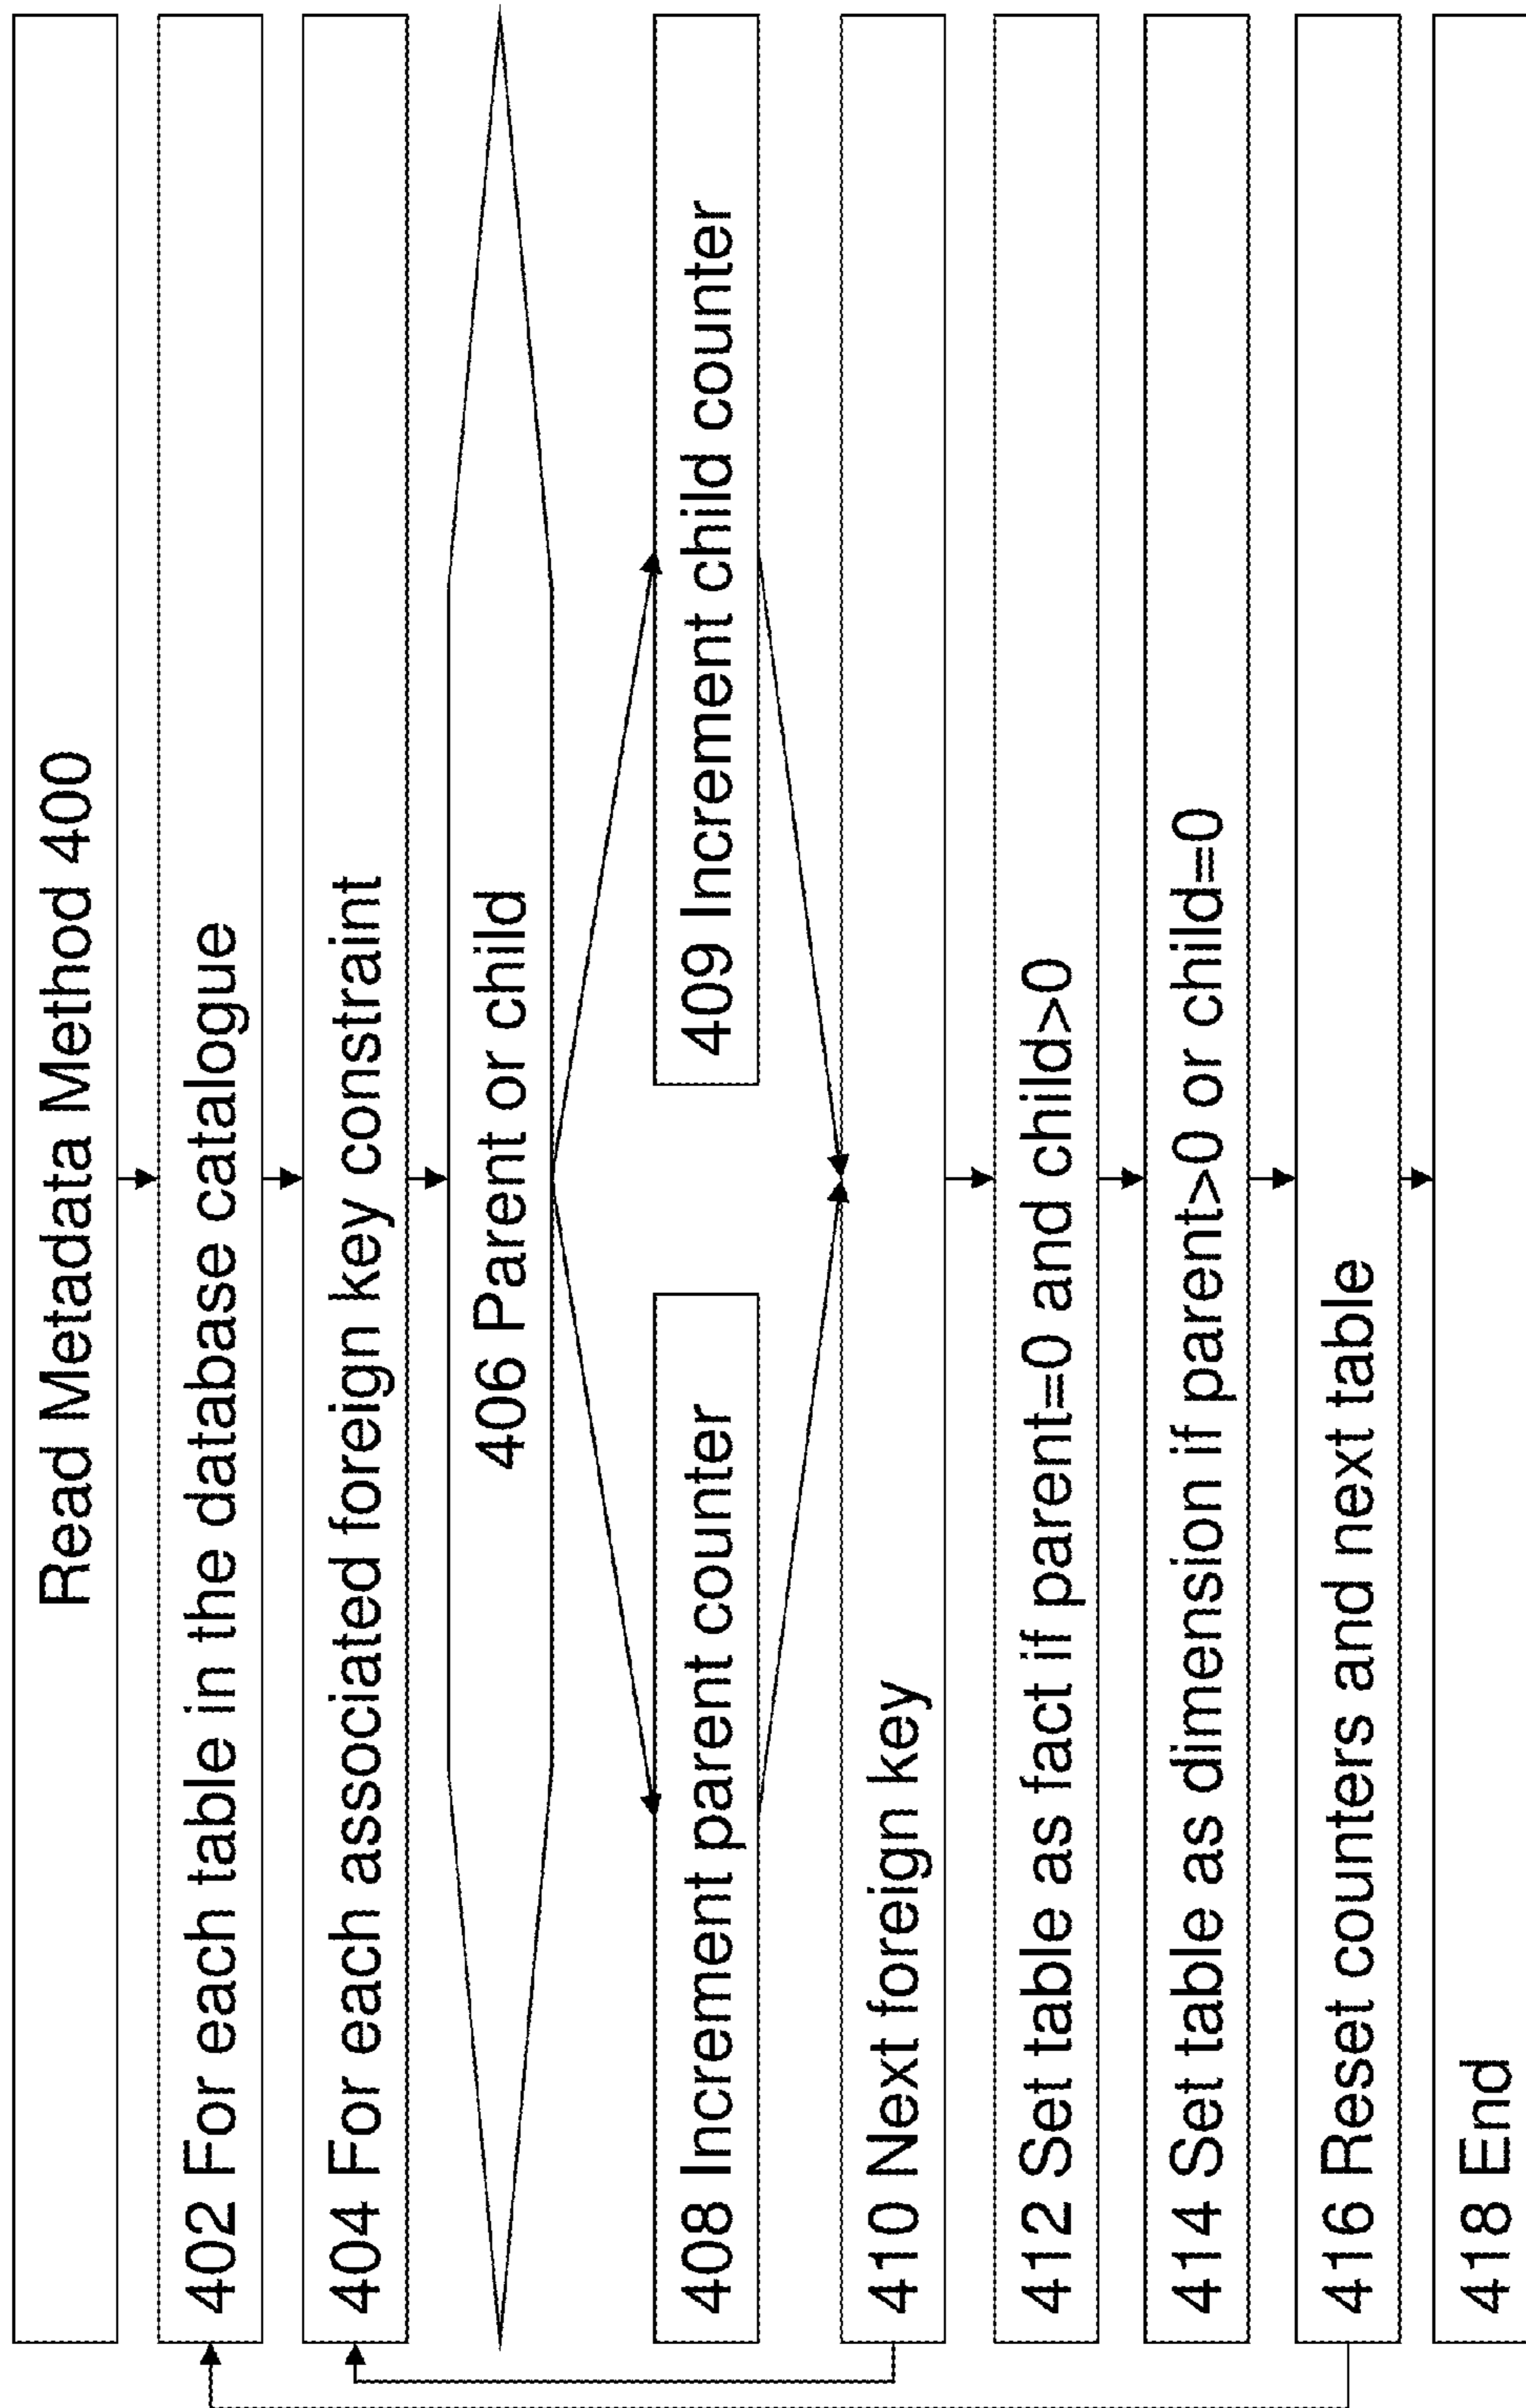 Read Metadata Method 400
402 For each table in the database catalogue
404 For each associated foreign key constraint
406 Parent or child
408 Increment parent counter
409 Increment child counter
410 Next foreign key
412 Set table as fact if parent=0 and child>0
414 Set table as dimension if parent>0 or child=0
416 Reset counters and next table
418 End